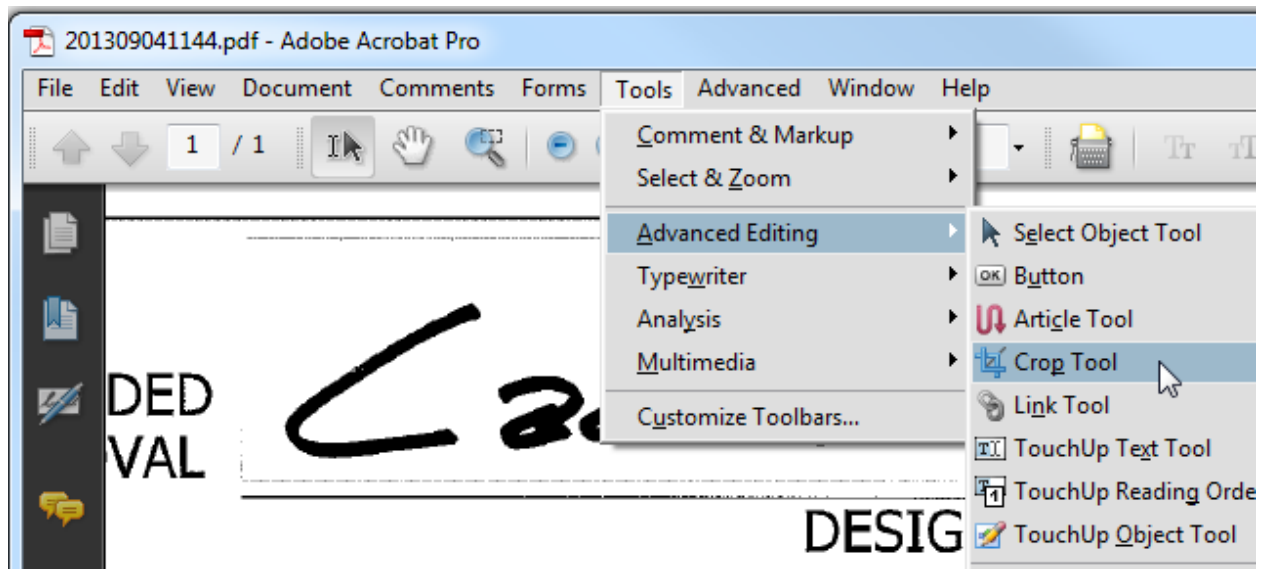 201309041144.pdf - Adobe Acrobat Pro
File Edit View Document Comments Forms Tools Advanced Window Help
1 / 1
Comment & Markup
Select & Zoom
Advanced Editing
Typewriter
Analysis
Multimedia
Customize Toolbars...
Select Object Tool
OK Button
Article Tool
Crop Tool
Link Tool
TouchUp Text Tool
TouchUp Reading Orde
TouchUp Object Tool
DED
VAL
DESIG